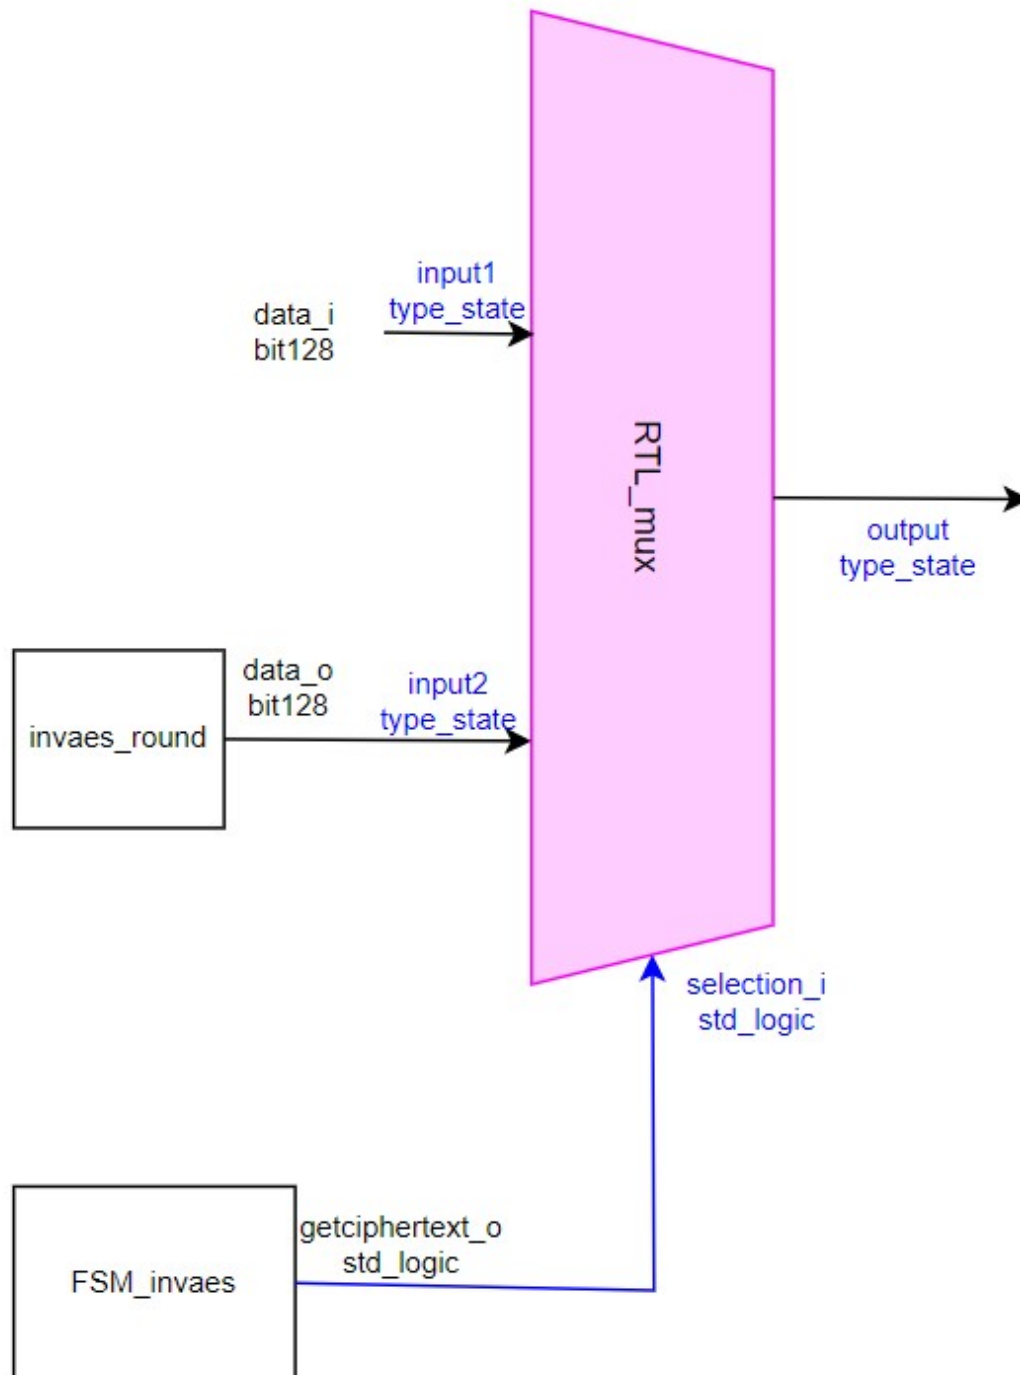 input1
type_state
data_i
bit128
RTL_mux
output
type_state
data_o
bit128
input2
type_state
invaes_round
selection_i
std_logic
getciphertext_o
std_logic
FSM_invaes